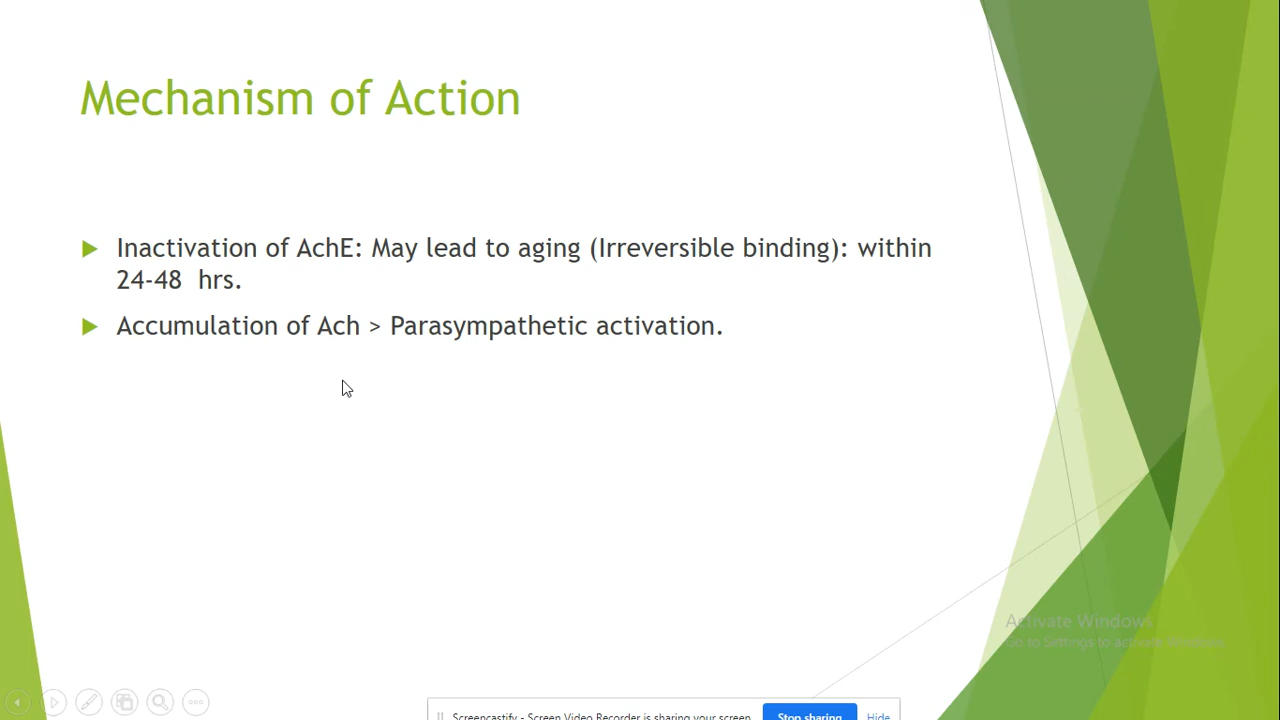 Mechanism of Action
Inactivation of AchE: May lead to aging (Irreversible binding): within
24-48 hrs.
Accumulation of Ach > Parasympathetic activation.
Activate Windows
Go to Settings to activate Windows.
Screencastify - Screen Video Recorder is sharing your screen.
Stop sharing
Hide